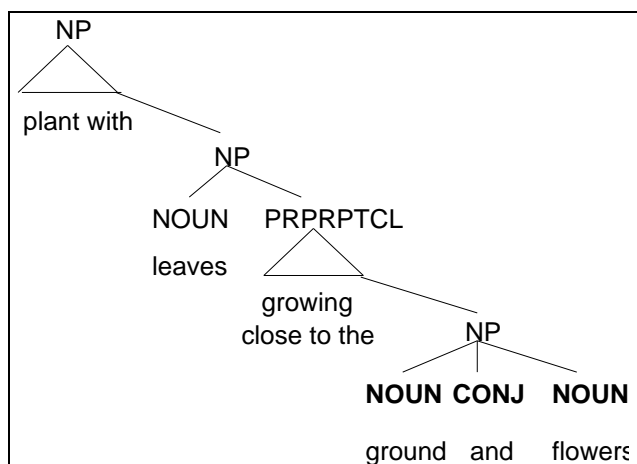 NP
plant with
NP
NOUN PRPRPTCL
leaves
growing
close to the
NP
NOUN CONJ NOUN
ground and flowers